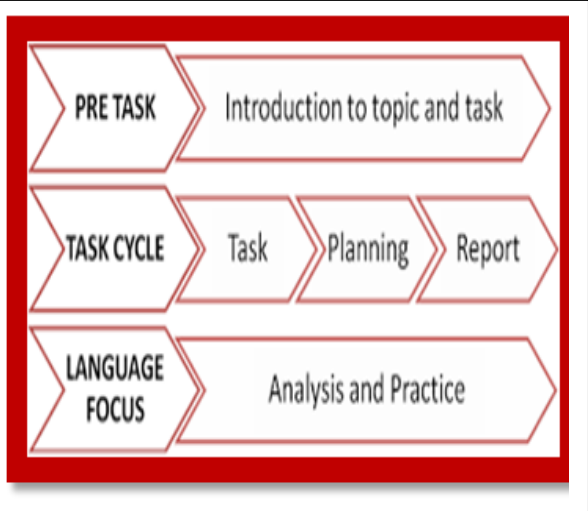 PRE TASK
Introduction to topic and task
TASK CYCLE
Task
Planning
Report
LANGUAGE
FOCUS
Analysis and Practice